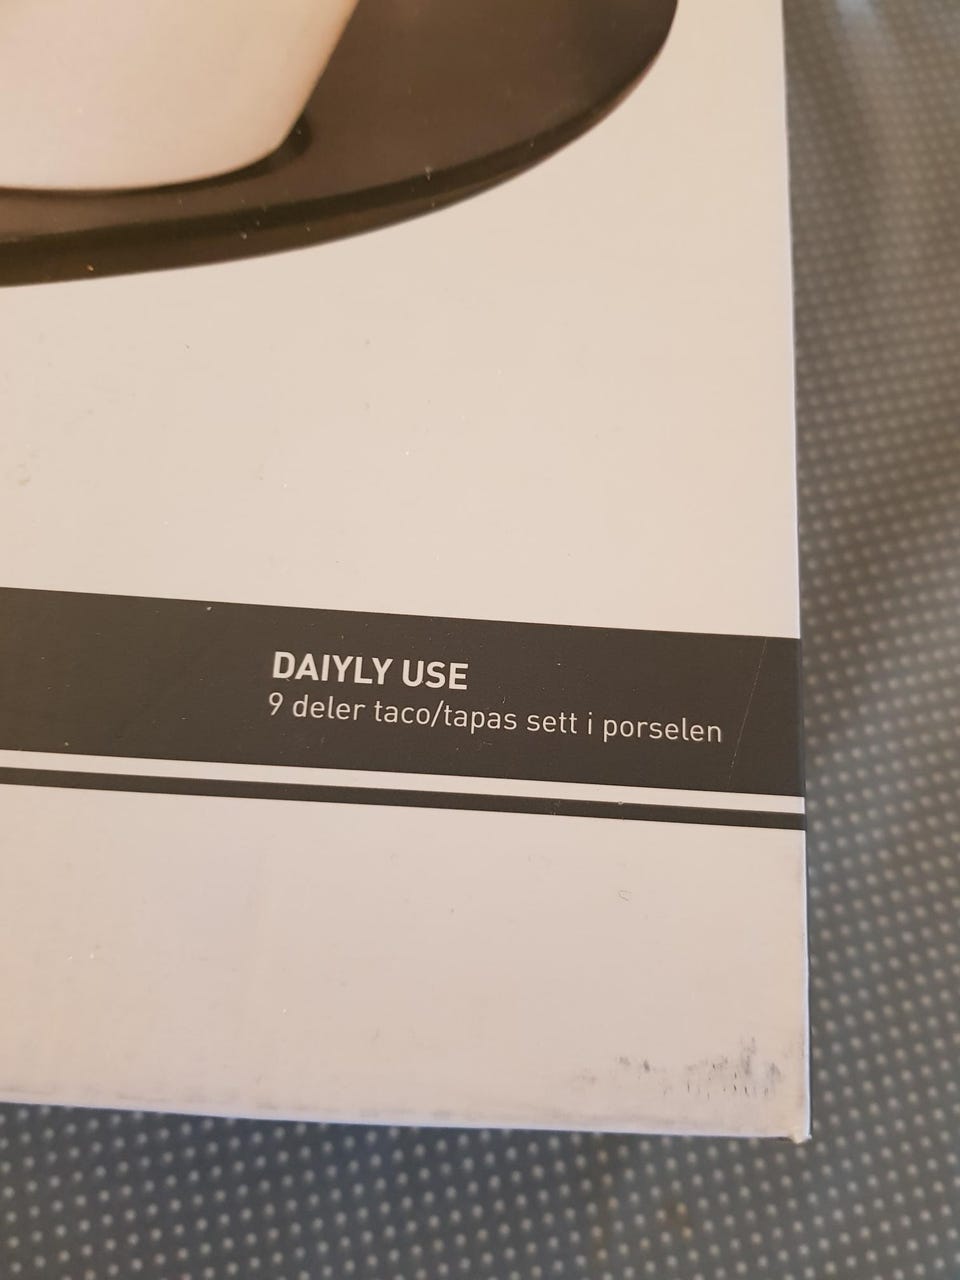 DAIYLY USE
9 deler taco/tapas sett i porselen